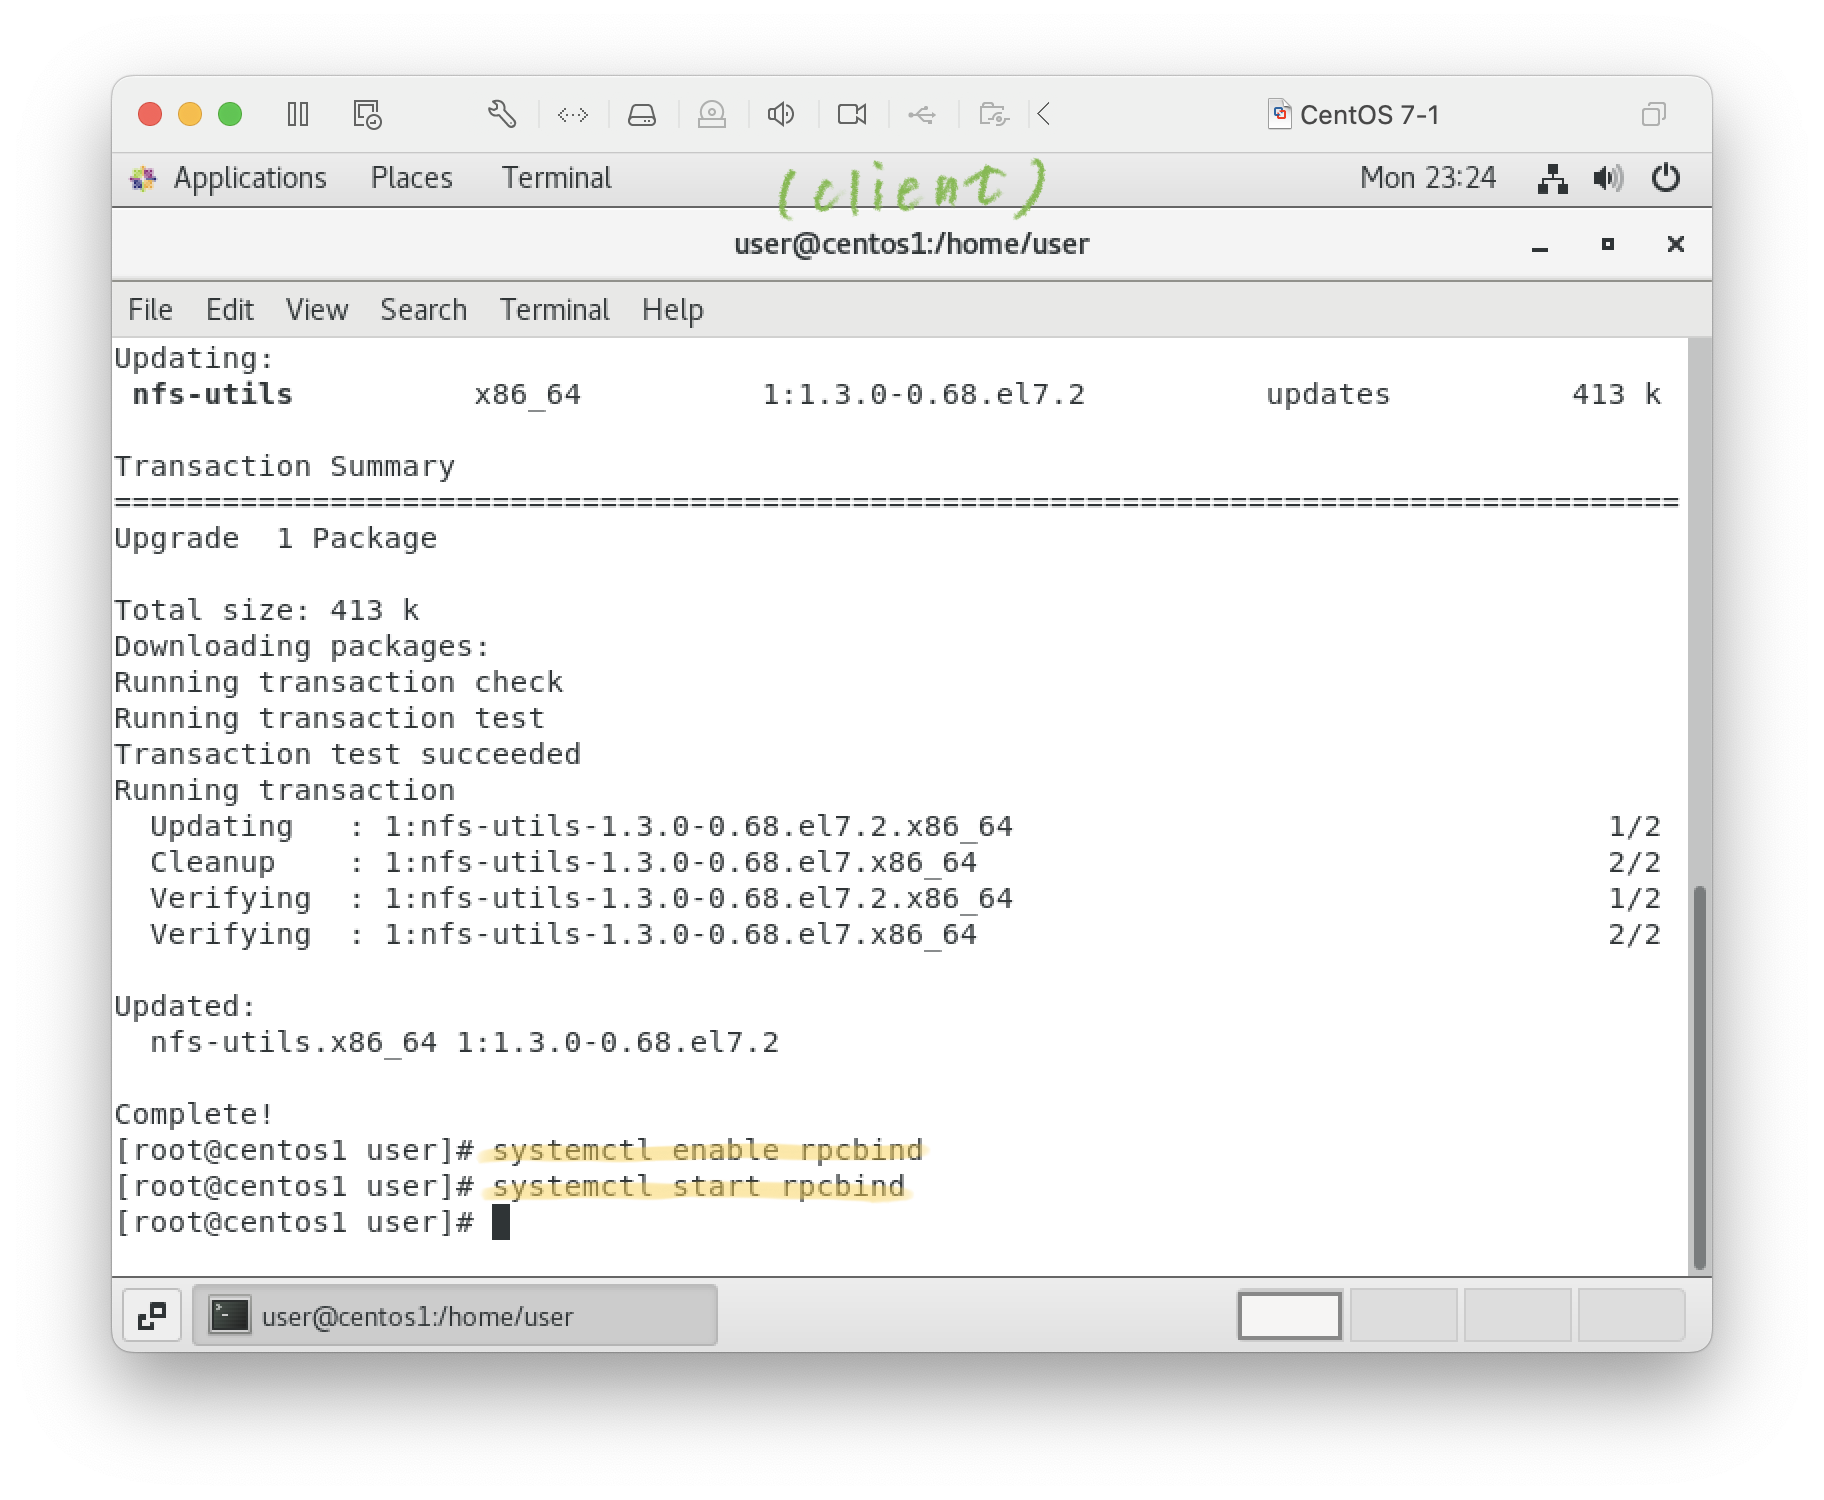 CentOS 7-1
Applications Places Terminal (client) Mon 23:24
user@centos1:/home/user
File Edit View Search Terminal Help
Updating:
 nfs-utils          x86_64          1:1.3.0-0.68.el7.2          updates          413 k
Transaction Summary
=======================================================================================
Upgrade  1 Package
Total size: 413 k
Downloading packages:
Running transaction check
Running transaction test
Transaction test succeeded
Running transaction
  Updating   : 1:nfs-utils-1.3.0-0.68.el7.2.x86_64                                 1/2
  Cleanup    : 1:nfs-utils-1.3.0-0.68.el7.x86_64                                   2/2
  Verifying  : 1:nfs-utils-1.3.0-0.68.el7.2.x86_64                                 1/2
  Verifying  : 1:nfs-utils-1.3.0-0.68.el7.x86_64                                   2/2
Updated:
  nfs-utils.x86_64 1:1.3.0-0.68.el7.2
Complete!
[root@centos1 user]# systemctl enable rpcbind
[root@centos1 user]# systemctl start rpcbind
[root@centos1 user]#
user@centos1:/home/user